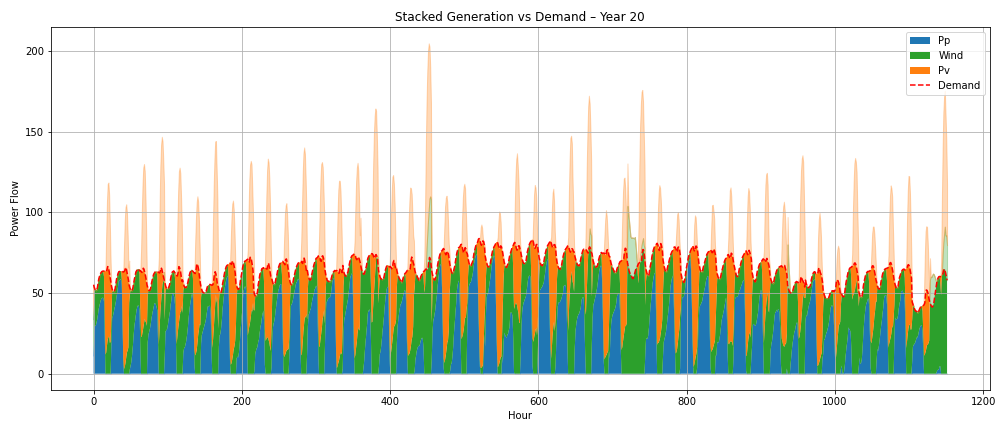 Stacked Generation vs Demand – Year 20
Pp
Wind
Pv
Demand
Power Flow
200
150
100
50
0
0
200
400
600
800
1000
1200
Hour